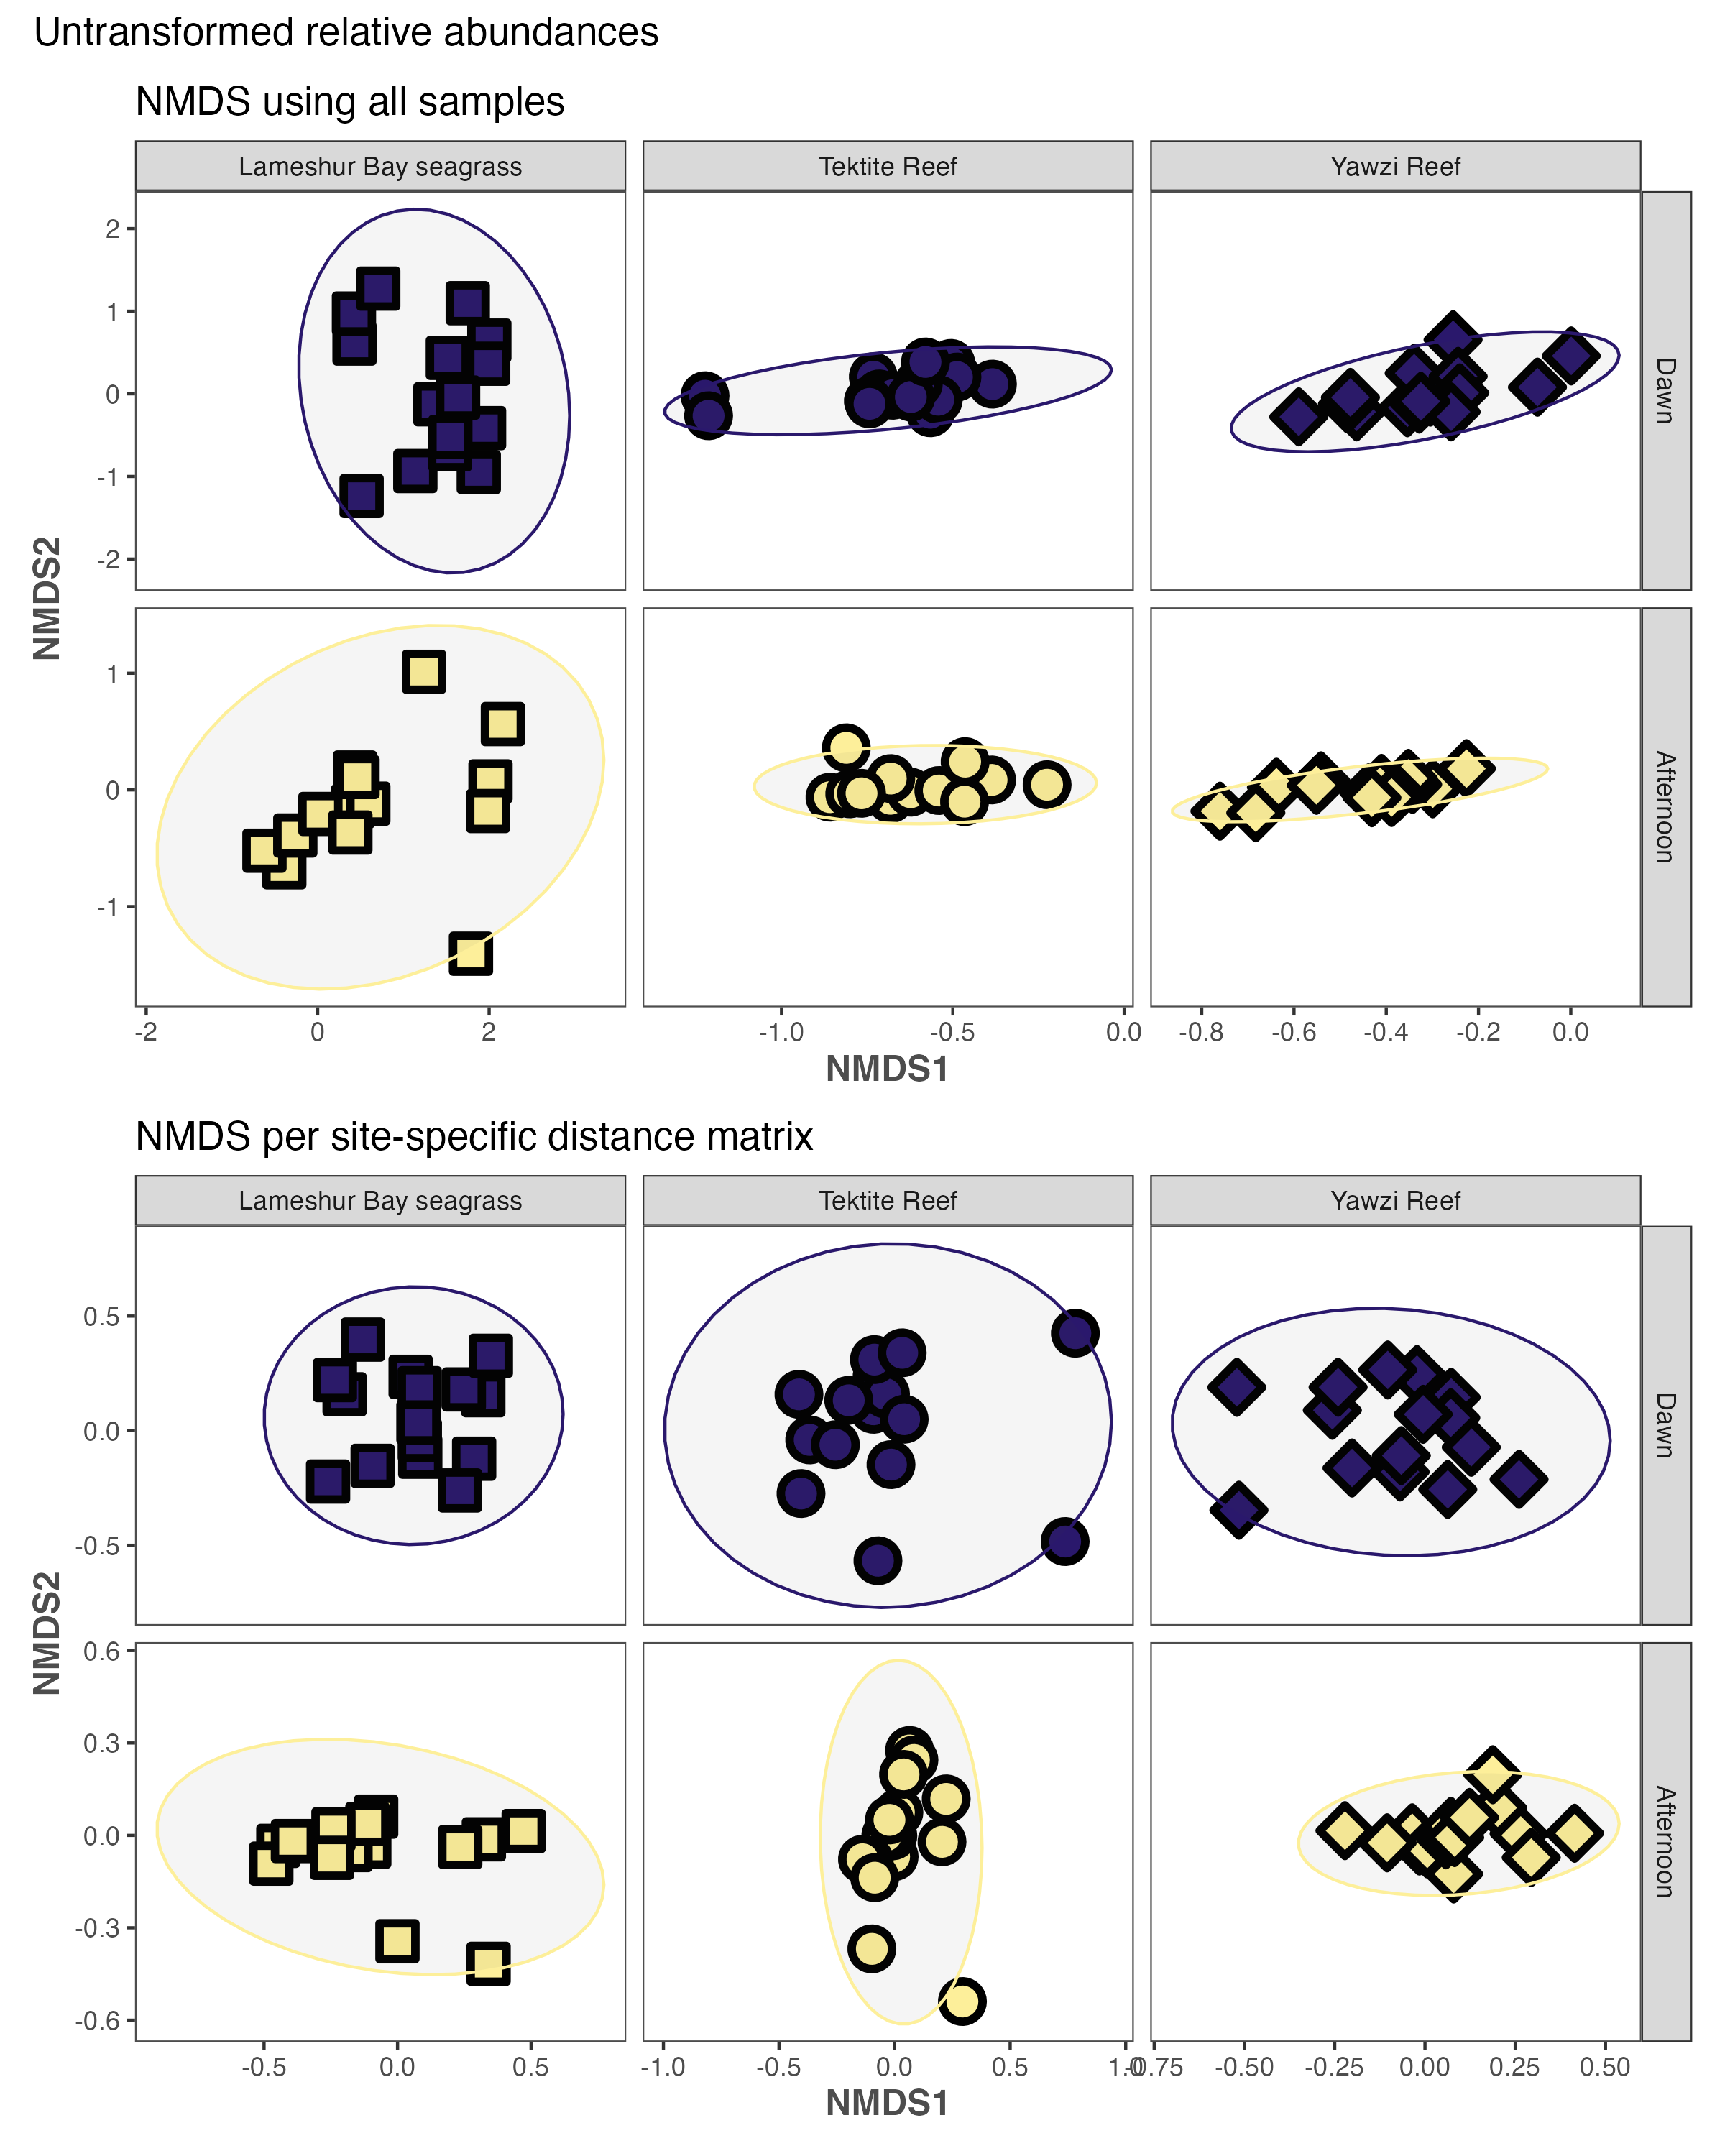 Untransformed relative abundances
NMDS using all samples
Lameshur Bay seagrass
Tektite Reef
Yawzi Reef
2
1
0
-1
-2
Dawn
NMDS2
1
0
-1
Afternoon
-2 0 2
-1.0 -0.5 0.0
-0.8 -0.6 -0.4 -0.2 0.0
NMDS1
NMDS per site-specific distance matrix
Lameshur Bay seagrass
Tektite Reef
Yawzi Reef
0.5
0.0
-0.5
Dawn
NMDS2
0.6
0.3
0.0
-0.3
-0.6
Afternoon
-0.5 0.0 0.5
-1.0 -0.5 0.0 0.5 1.0
-0.75 -0.50 -0.25 0.00 0.25 0.50
NMDS1